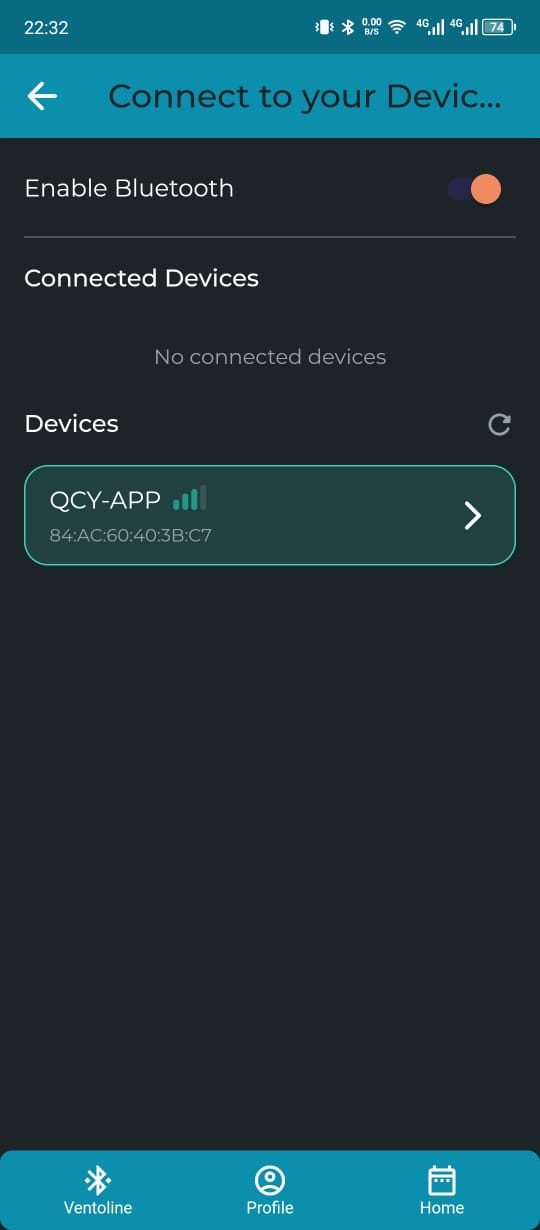 22:32
0.00
B/S
4G
4G
74
Connect to your Devic...
Enable Bluetooth
Connected Devices
No connected devices
Devices
QCY-APP
84:AC:60:40:3B:C7
Ventoline
Profile
Home